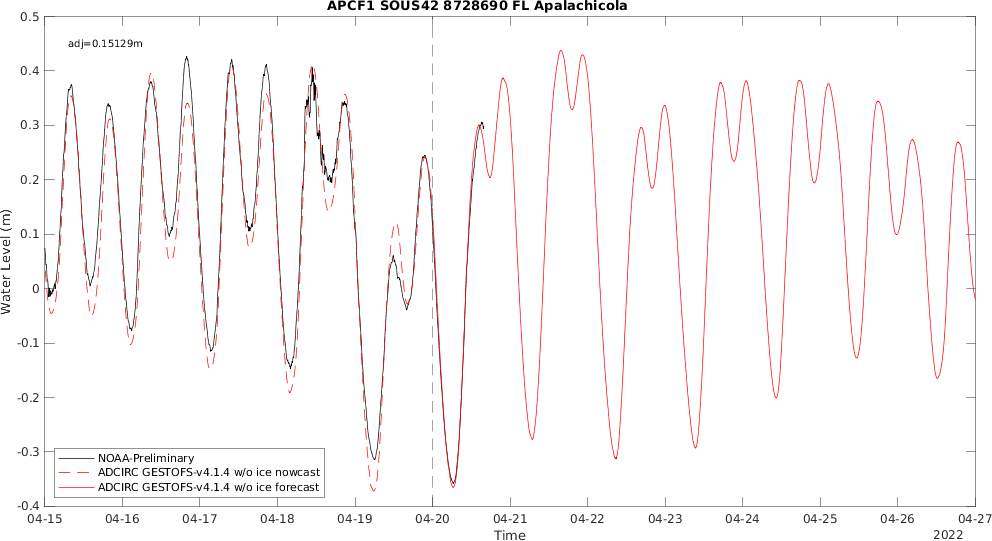 APCF1 SOUS42 8728690 FL Apalachicola
adj=0.15129m
0.5
0.4
0.3
0.2
0.1
0
-0.1
-0.2
-0.3
-0.4
Water Level (m)
NOAA-Preliminary
ADCIRC GESTOFS-v4.1.4 w/o ice nowcast
ADCIRC GESTOFS-v4.1.4 w/o ice forecast
04-15 04-16 04-17 04-18 04-19 04-20 04-21 04-22 04-23 04-24 04-25 04-26 04-27
Time
2022